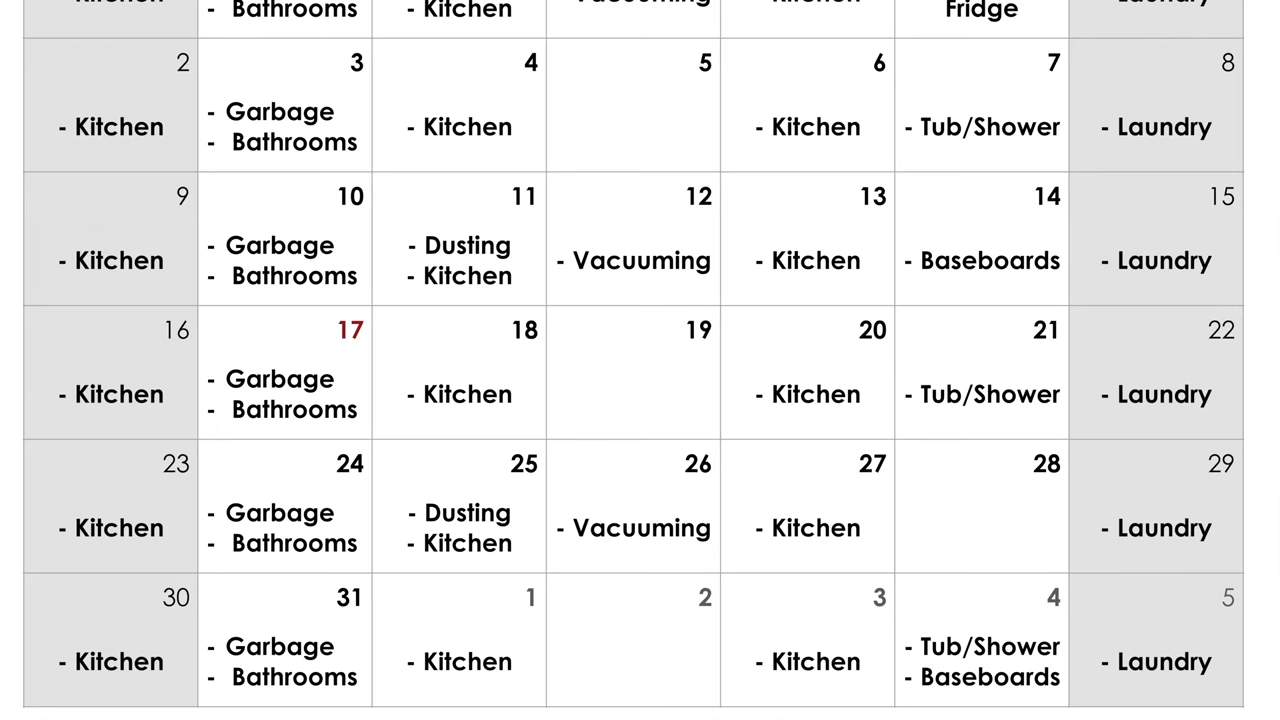 - Bathrooms
- Kitchen
Fridge
2 3 4 5 6 7 8
- Kitchen
- Garbage
- Bathrooms
- Kitchen
- Kitchen
- Tub/Shower
- Laundry
9 10 11 12 13 14 15
- Kitchen
- Garbage
- Bathrooms
- Dusting
- Kitchen
- Vacuuming
- Kitchen
- Baseboards
- Laundry
16 17 18 19 20 21 22
- Kitchen
- Garbage
- Bathrooms
- Kitchen
- Kitchen
- Tub/Shower
- Laundry
23 24 25 26 27 28 29
- Kitchen
- Garbage
- Bathrooms
- Dusting
- Kitchen
- Vacuuming
- Kitchen
- Laundry
30 31 1 2 3 4 5
- Kitchen
- Garbage
- Bathrooms
- Kitchen
- Kitchen
- Tub/Shower
- Baseboards
- Laundry